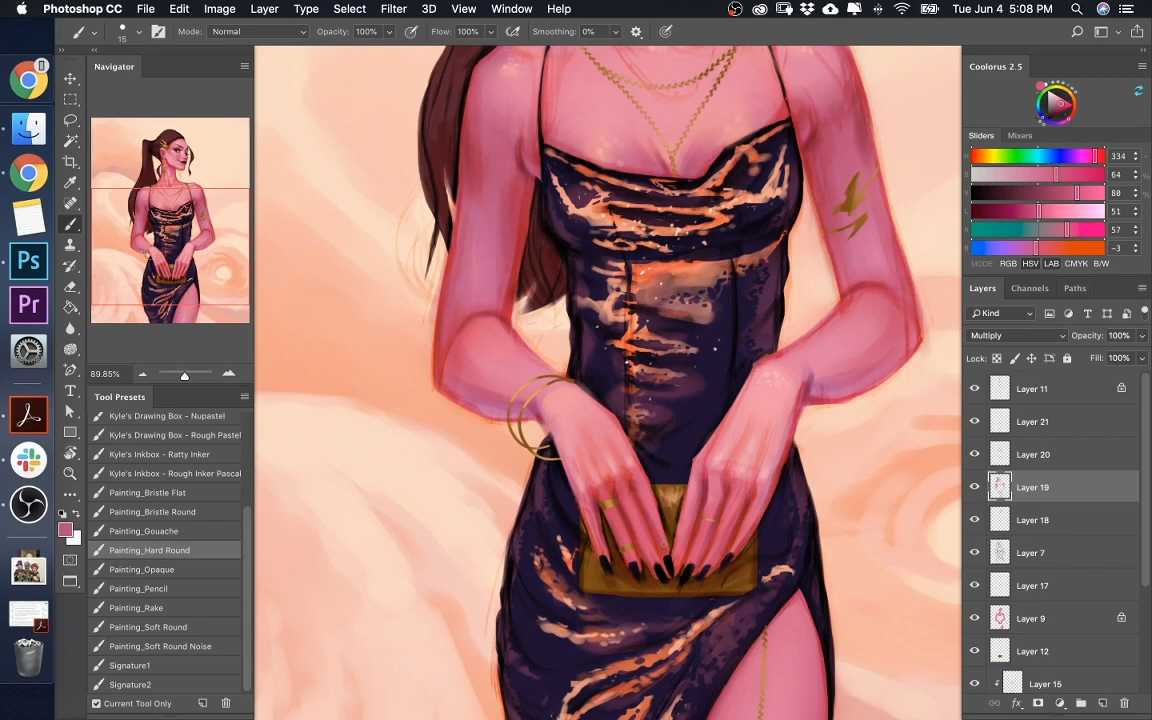 Photoshop CC File Edit Image Layer Type Select Filter 3D View Window Help Tue Jun 4 5:08 PM
15 Mode: Normal Opacity: 100% Flow: 100% Smoothing: 0%
Navigator
89.85%
Tool Presets
Kyle's Drawing Box - Nupastel
Kyle's Drawing Box - Rough Pastel
Kyle's Inkbox - Ratty Inker
Kyle's Inkbox - Rough Inker Pascal
Painting_Bristle Flat
Painting_Bristle Round
Painting_Gouache
Painting_Hard Round
Painting_Opaque
Painting_Pencil
Painting_Rake
Painting_Soft Round
Painting_Soft Round Noise
Signature1
Signature2
Current Tool Only
Ps
Pr
T
Coolorus 2.5
Sliders Mixers
334
64
80
51
57
-3
MODE: RGB HSV LAB CMYK B/W
Layers Channels Paths
Kind
Multiply Opacity: 100%
Lock: Fill: 100%
Layer 11
Layer 21
Layer 20
Layer 19
Layer 18
Layer 7
Layer 17
Layer 9
Layer 12
Layer 15
fx